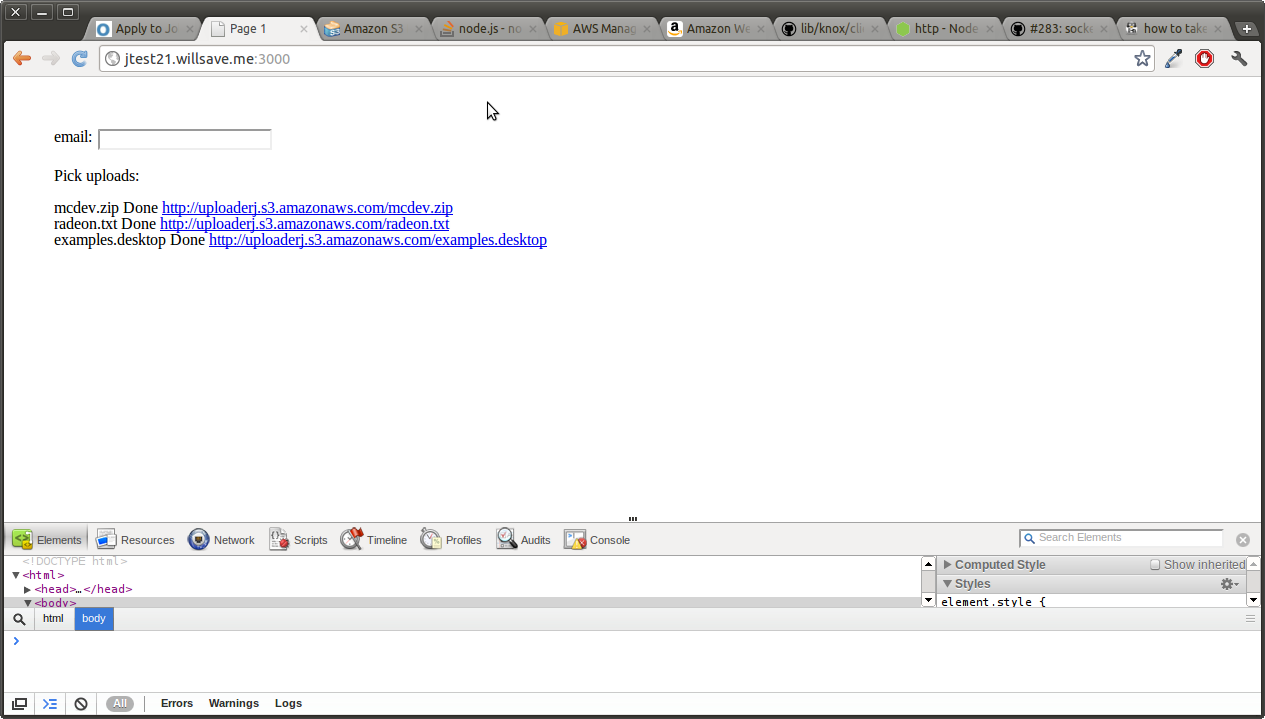 Apply to Jo
Page 1
Amazon S3
node.js - no
AWS Manag
Amazon We
lib/knox/clie
http - Node
#283: socke
how to take
jtest21.willsave.me:3000
email:
Pick uploads:
mcdev.zip Done http://uploaderj.s3.amazonaws.com/mcdev.zip
radeon.txt Done http://uploaderj.s3.amazonaws.com/radeon.txt
examples.desktop Done http://uploaderj.s3.amazonaws.com/examples.desktop
Elements Resources Network Scripts Timeline Profiles Audits Console Search Elements
<!DOCTYPE html>
<html>
<head>…</head>
<body>
Computed Style Show inherited
Styles
element.style {
html body
All Errors Warnings Logs